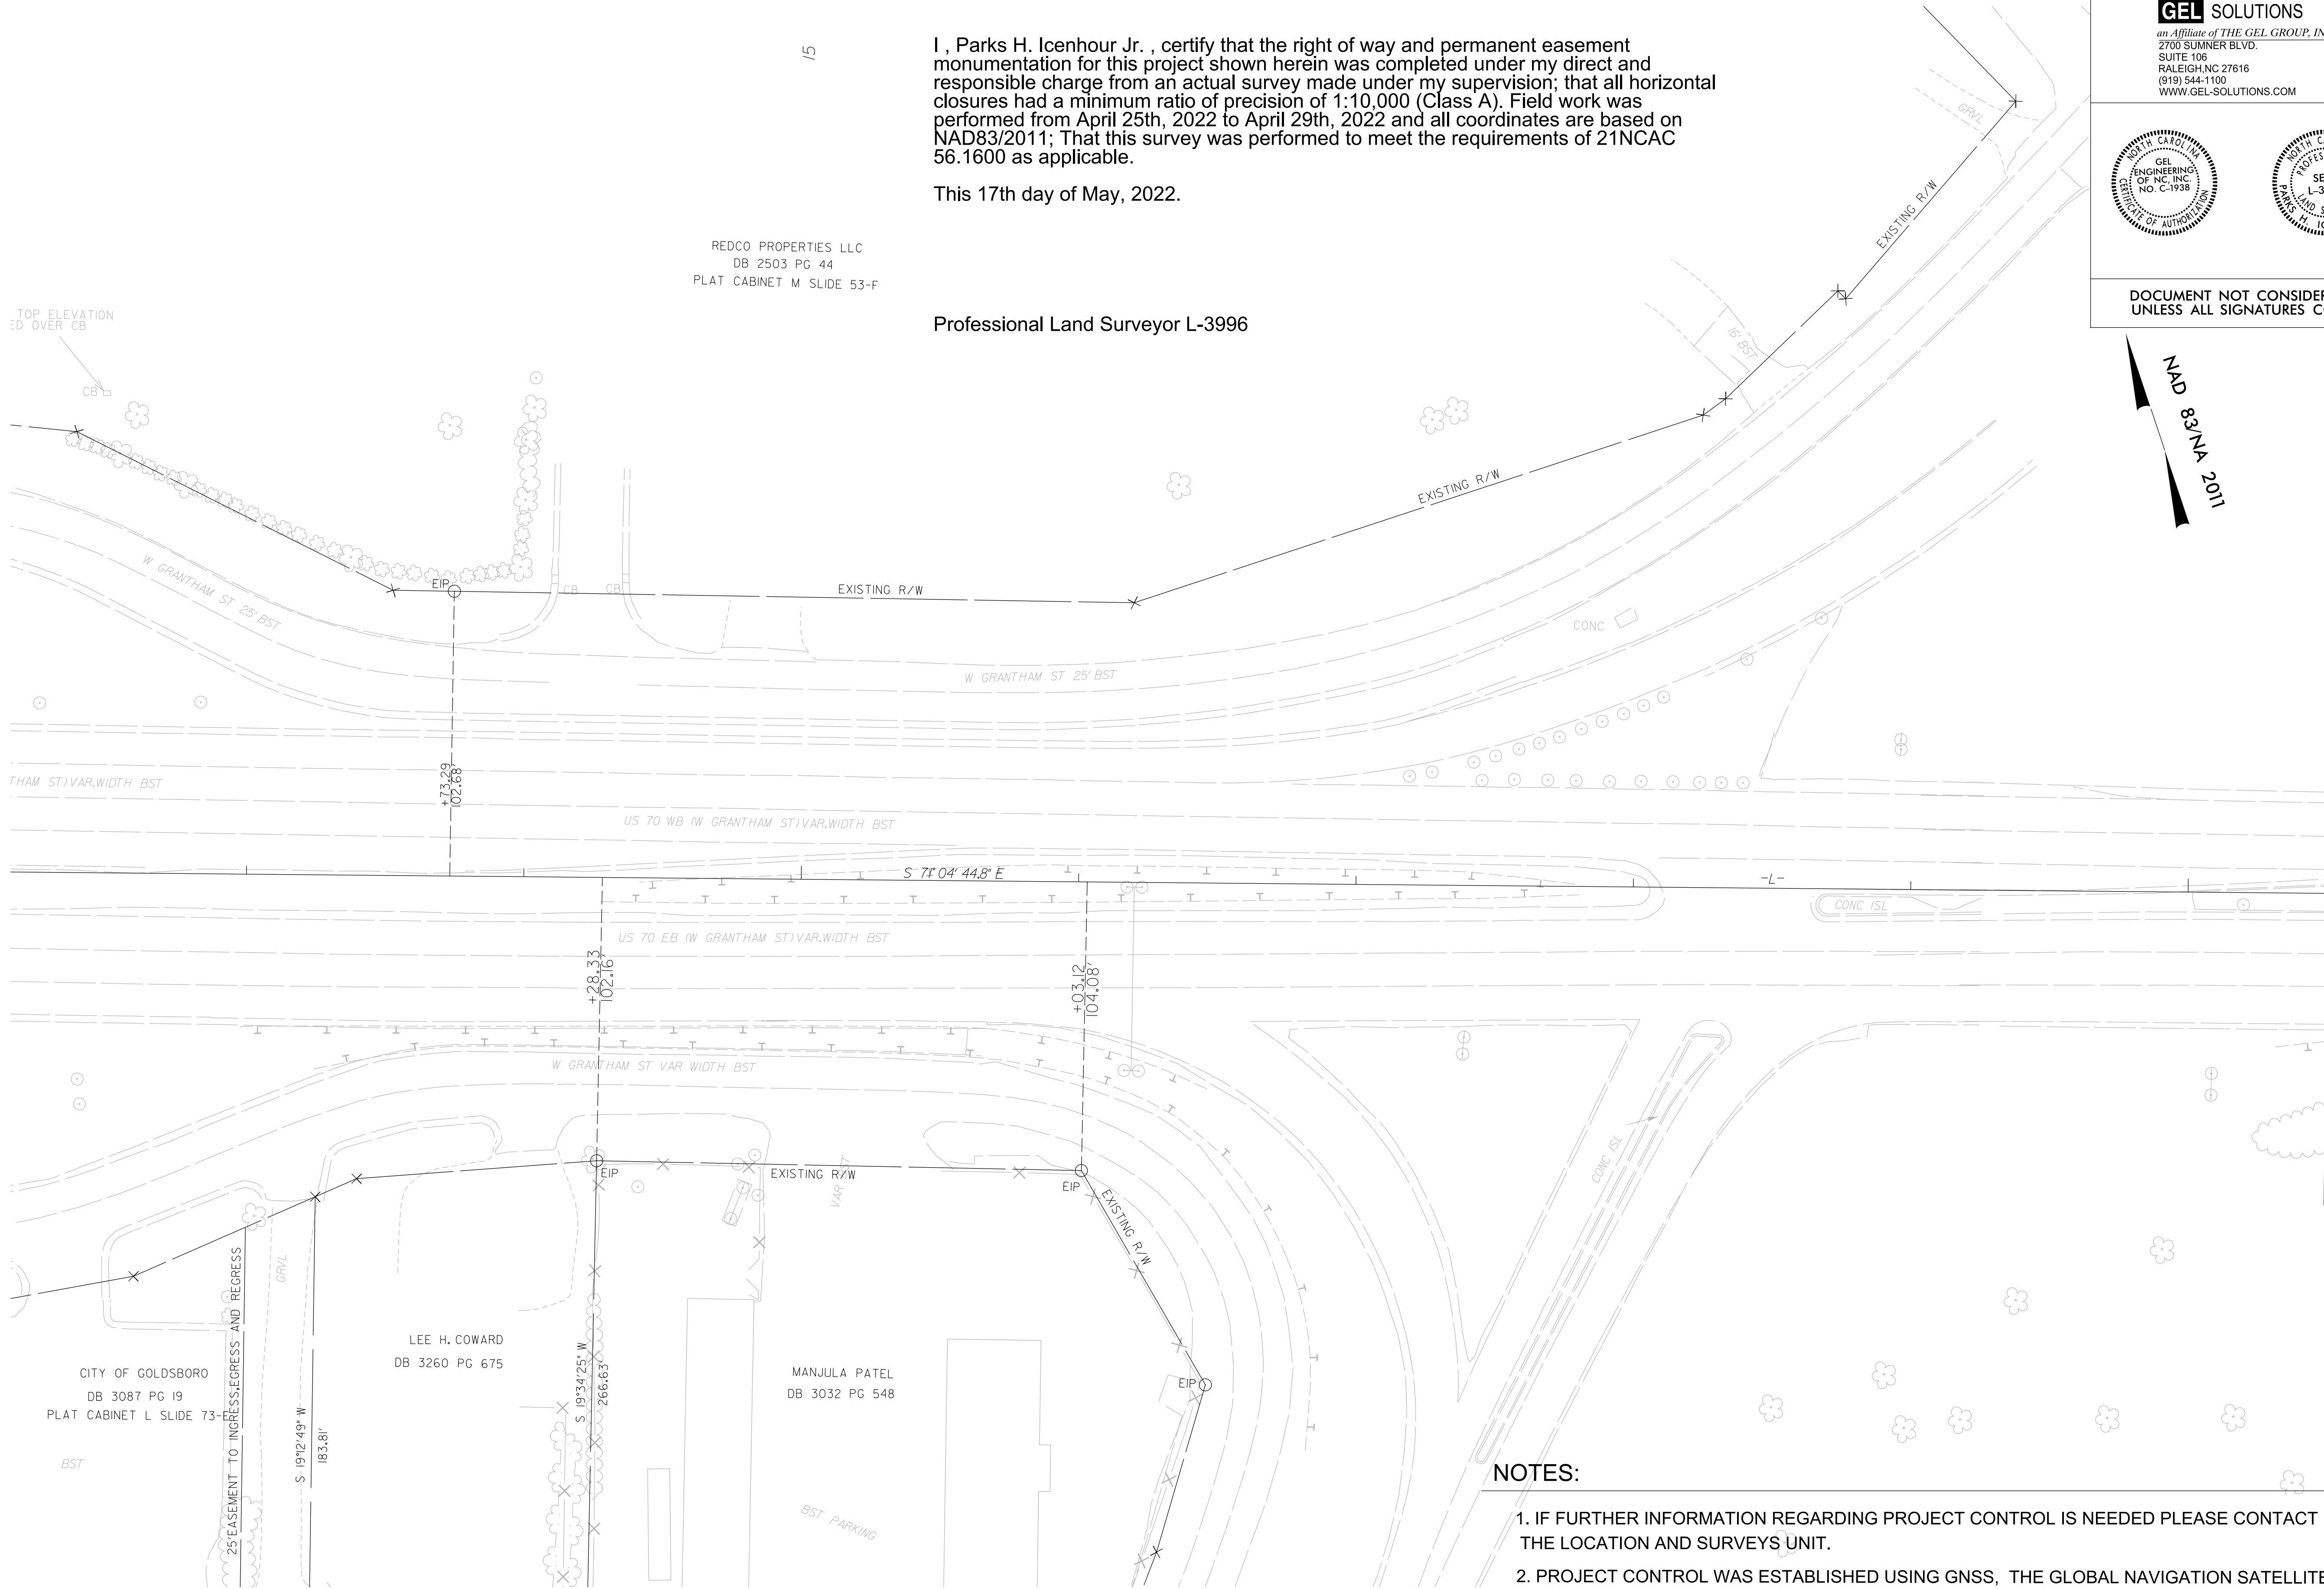 GEL SOLUTIONS
an Affiliate of THE GEL GROUP, IN
2700 SUMNER BLVD.
SUITE 106
RALEIGH,NC 27616
(919) 544-1100
WWW.GEL-SOLUTIONS.COM
NORTH CAROLINA
GEL
ENGINEERING
OF NC, INC.
NO. C-1938
CERTIFICATE OF AUTHORIZATION
PARKS H.
DOCUMENT NOT
UNLESS ALL SIGNATURES
NAD 83/NA 2011
15
I , Parks H. Icenhour Jr. , certify that the right of way and permanent easement
monumentation for this project shown herein was completed under my direct and
responsible charge from an actual survey made under my supervision; that all horizontal
closures had a minimum ratio of precision of 1:10,000 (Class A). Field work was
performed from April 25th, 2022 to April 29th, 2022 and all coordinates are based on
NAD83/2011; That this survey was performed to meet the requirements of 21NCAC
56.1600 as applicable.
This 17th day of May, 2022.
Professional Land Surveyor L-3996
REDCO PROPERTIES LLC
DB 2503 PG 44
PLAT CABINET M SLIDE 53-F
TOP ELEVATION
ED OVER CB
CB
GRVL
EXISTING R/W
16' BST
EXISTING R/W
W GRANTHAM ST 25' BST
EIP
CB
CB
EXISTING R/W
CONC
W GRANTHAM ST 25' BST
+73.29
102.68'
THAM ST) VAR.WIDTH BST
US 70 WB (W GRANTHAM ST) VAR.WIDTH BST
S 71° 04' 44.8" E
-L-
CONC ISL
US 70 EB (W GRANTHAM ST) VAR.WIDTH BST
+28.33
102.16'
+03.12
104.08'
W GRANTHAM ST VAR WIDTH BST
EIP
EXISTING R/W
VAR
EIP
EXISTING R/W
CONC ISL
GRVL
25'EASEMENT TO INGRESS,EGRESS AND REGRESS
LEE H. COWARD
DB 3260 PG 675
CITY OF GOLDSBORO
DB 3087 PG 19
PLAT CABINET L SLIDE 73-E
S 19°12'49" W
183.81'
S 19°34'25" W
266.63'
MANJULA PATEL
DB 3032 PG 548
EIP
BST
BST PARKING
NOTES:
1. IF FURTHER INFORMATION REGARDING PROJECT CONTROL IS NEEDED PLEASE CONTACT
THE LOCATION AND SURVEYS UNIT.
2. PROJECT CONTROL WAS ESTABLISHED USING GNSS, THE GLOBAL NAVIGATION SATELLIT